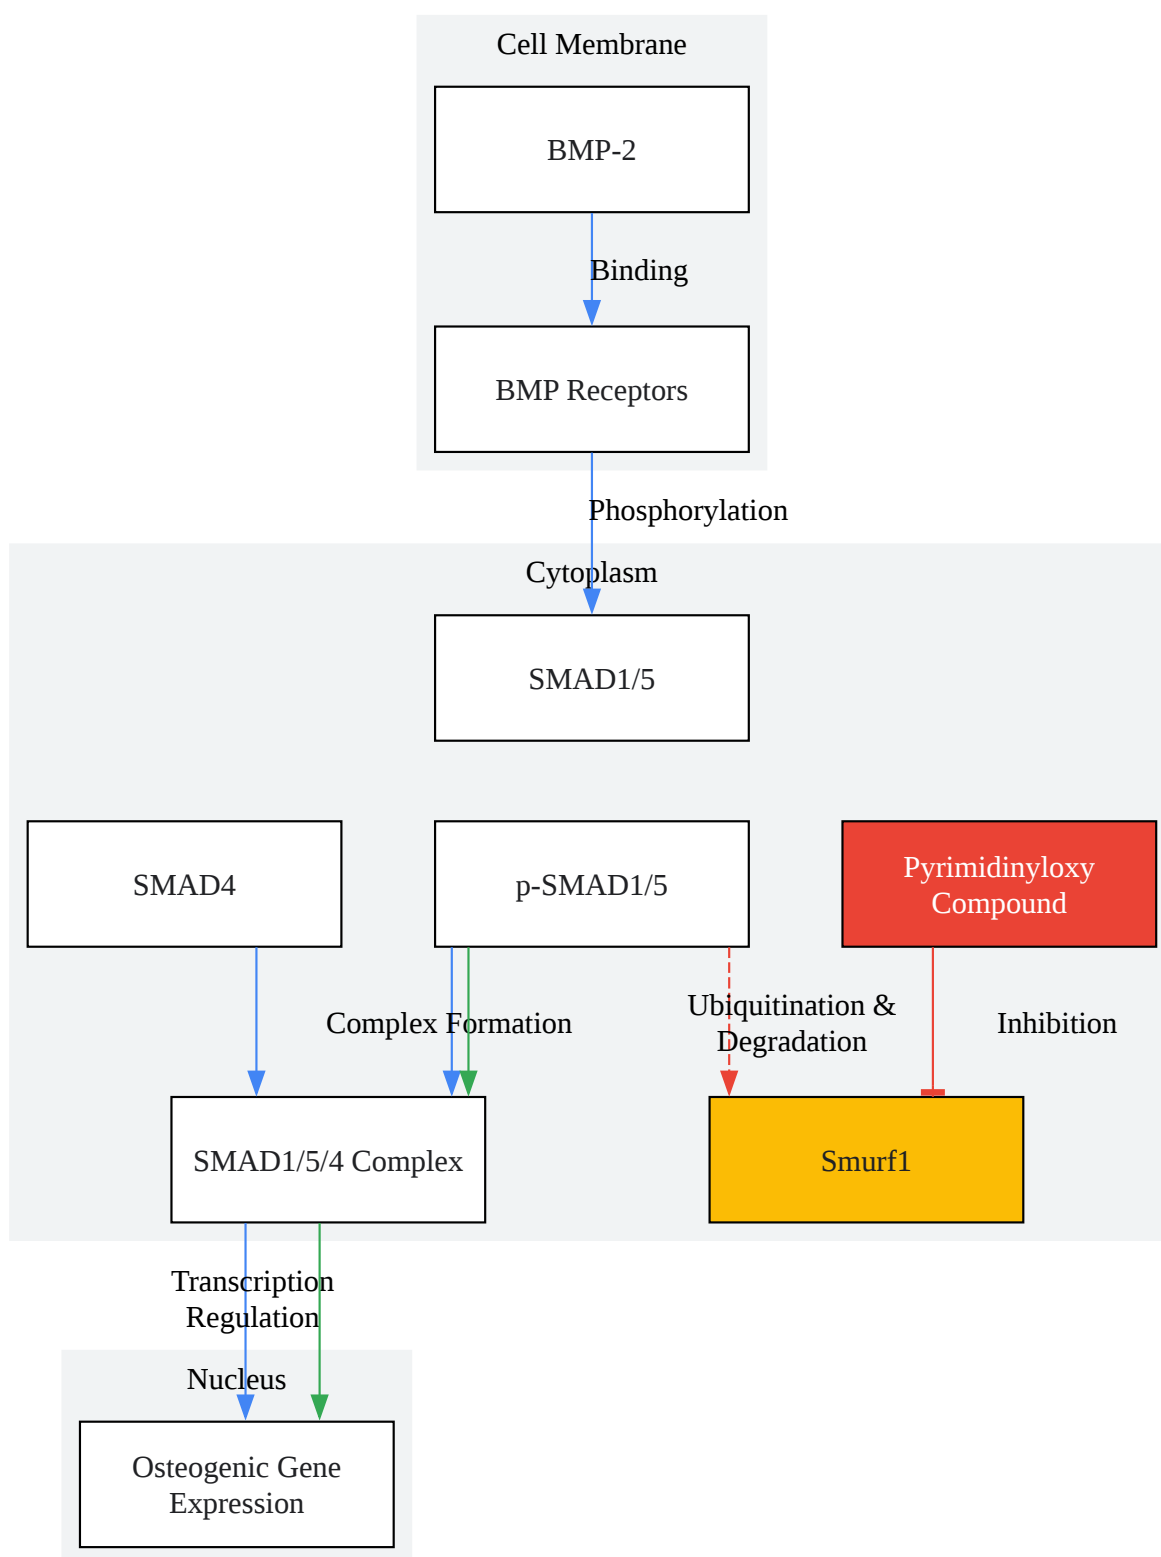 Cell Membrane
BMP-2
Binding
BMP Receptors
Phosphorylation
Cytoplasm
SMAD1/5
SMAD4
p-SMAD1/5
Pyrimidinyloxy
Compound
Complex Formation
Ubiquitination &
Degradation
Inhibition
SMAD1/5/4 Complex
Smurf1
Transcription
Regulation
Nucleus
Osteogenic Gene
Expression